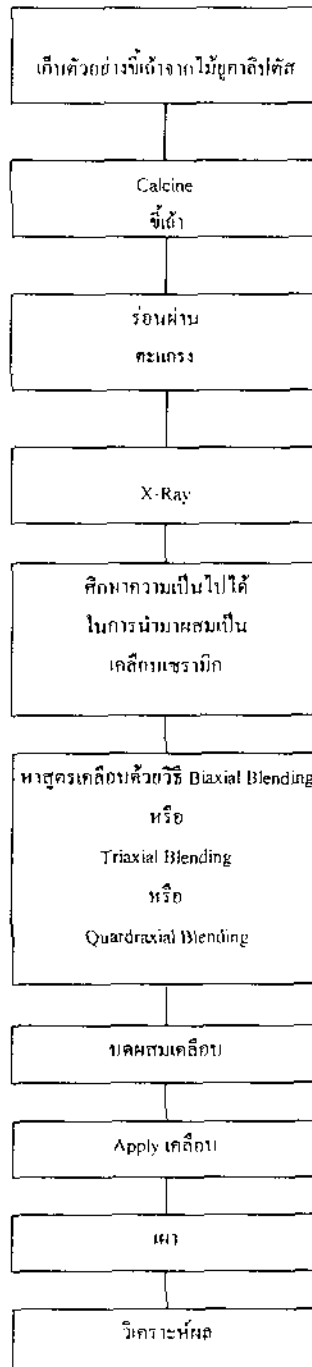 เก็บตัวอย่างขี้เถ้าจากไม้ยูคาลิปตัส
Calcine
ขี้เถ้า
ร่อนผ่าน
ตะแกรง
X-Ray
ศึกษาความเป็นไปได้
ในการนำมาผสมเป็น
เคลือบเซรามิก
หาสูตรเคลือบด้วยวิธี Biaxial Blending
หรือ
Triaxial Blending
หรือ
Quardraxial Blending
บดผสมเคลือบ
Apply เคลือบ
เผา
วิเคราะห์ผล